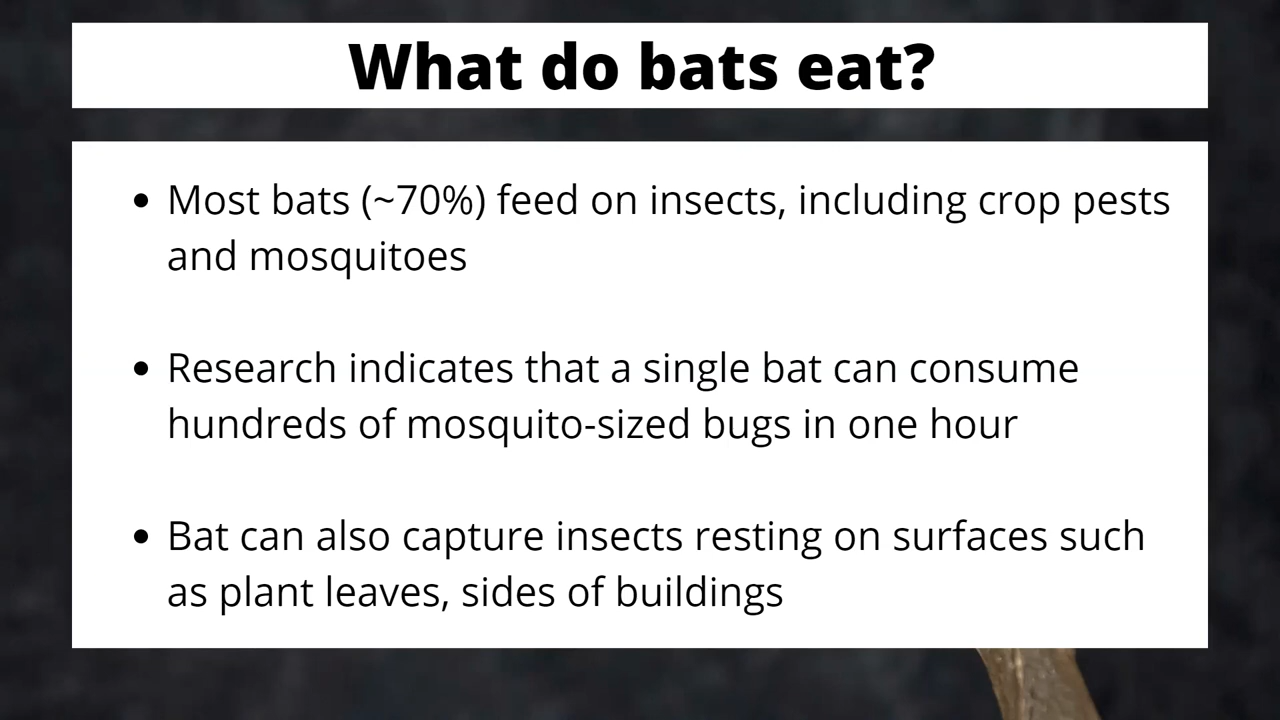 What do bats eat?
• Most bats (~70%) feed on insects, including crop pests
and mosquitoes
• Research indicates that a single bat can consume
hundreds of mosquito-sized bugs in one hour
• Bat can also capture insects resting on surfaces such
as plant leaves, sides of buildings